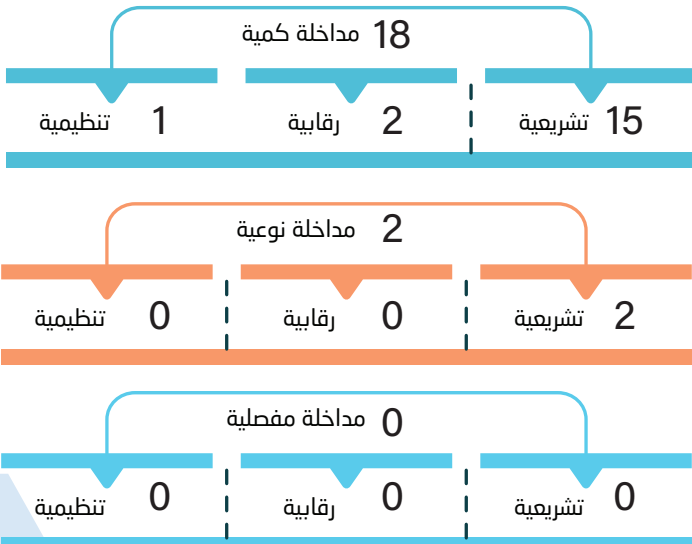 18 مداخلة كمية
15 تشريعية 2 رقابية 1 تنظيمية
2 مداخلة نوعية
2 تشريعية 0 رقابية 0 تنظيمية
0 مداخلة مفصلية
0 تشريعية 0 رقابية 0 تنظيمية